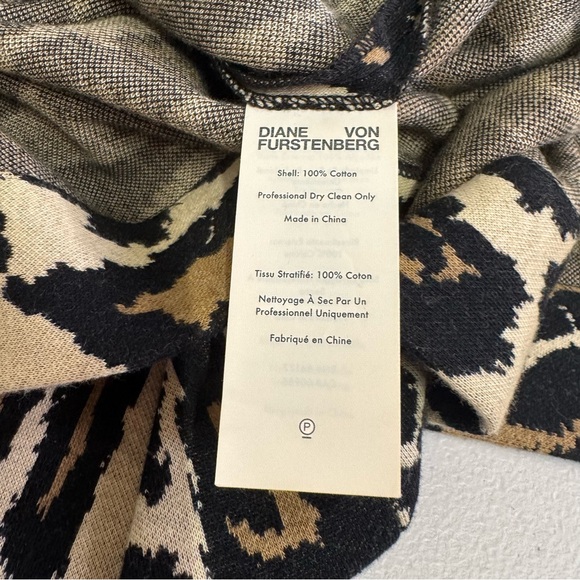 DIANE VON
FURSTENBERG
Shell: 100% Cotton
Professional Dry Clean Only
Made in China
Tissu Stratifié: 100% Coton
Nettoyage À Sec Par Un
Professionnel Uniquement
Fabriqué en Chine
P